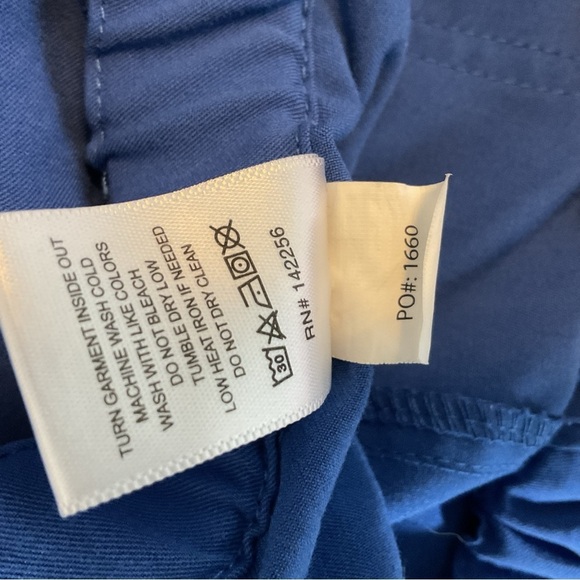 TURN GARMENT INSIDE OUT
MACHINE WASH COLD
WASH WITH LIKE COLORS
DO NOT BLEACH
TUMBLE DRY LOW
LOW HEAT IRON IF NEEDED
DO NOT DRY CLEAN
30
RN# 142256
PO#: 1660